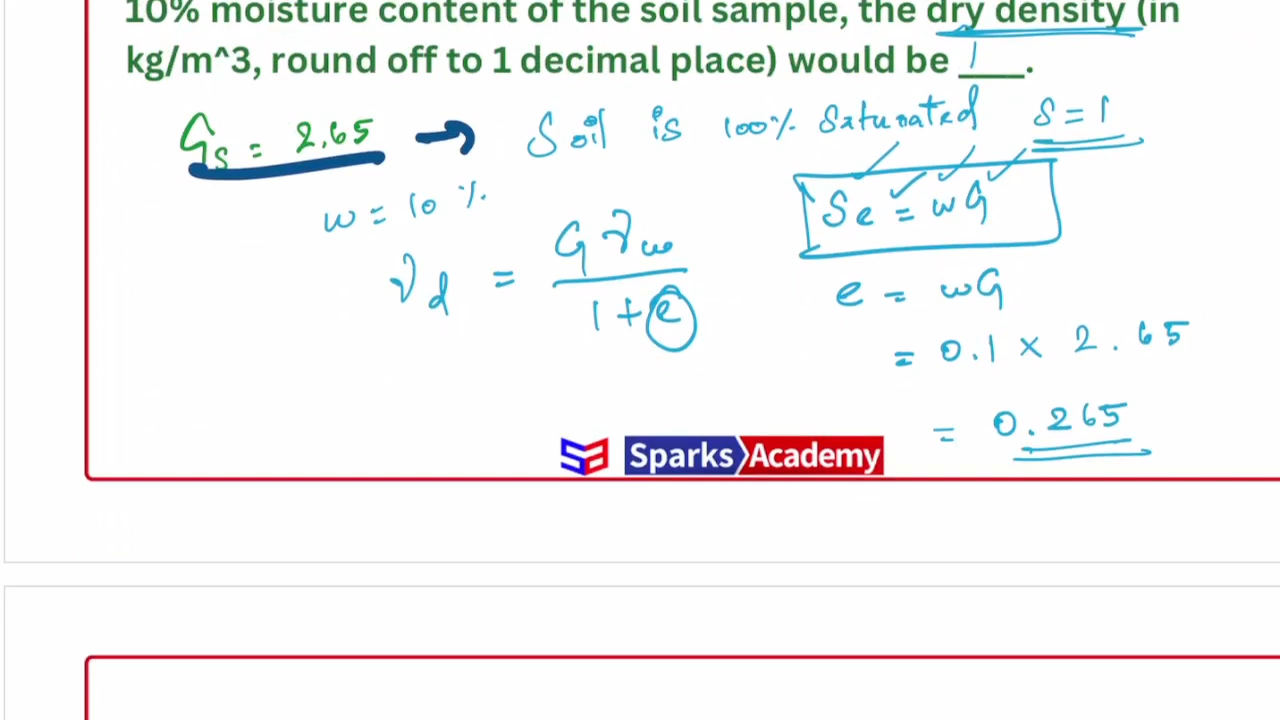 10% moisture content of the soil sample, the dry density (in
kg/m^3, round off to 1 decimal place) would be ___.
Gs = 2.65 → Soil is 100% Saturated S = 1
w = 10 %
Se = wG
γd = Gγw / 1+e
e = wG
= 0.1 × 2.65
= 0.265
Sparks Academy